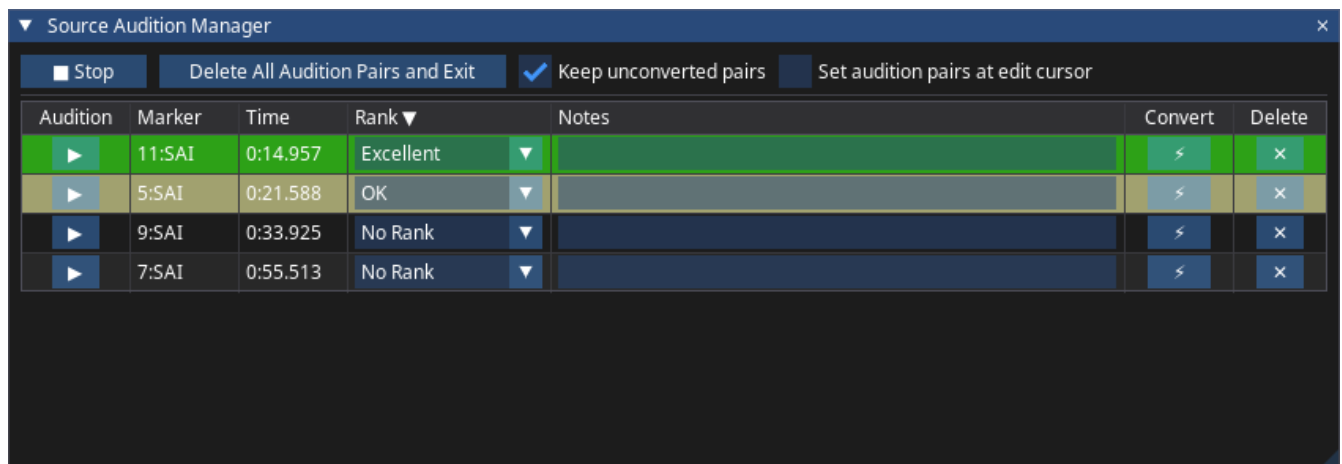 ▼ Source Audition Manager ×
■ Stop Delete All Audition Pairs and Exit ✓ Keep unconverted pairs Set audition pairs at edit cursor
Audition Marker Time Rank ▼ Notes Convert Delete
▶ 11:SAI 0:14.957 Excellent ▼ ⚡ ×
▶ 5:SAI 0:21.588 OK ▼ ⚡ ×
▶ 9:SAI 0:33.925 No Rank ▼ ⚡ ×
▶ 7:SAI 0:55.513 No Rank ▼ ⚡ ×